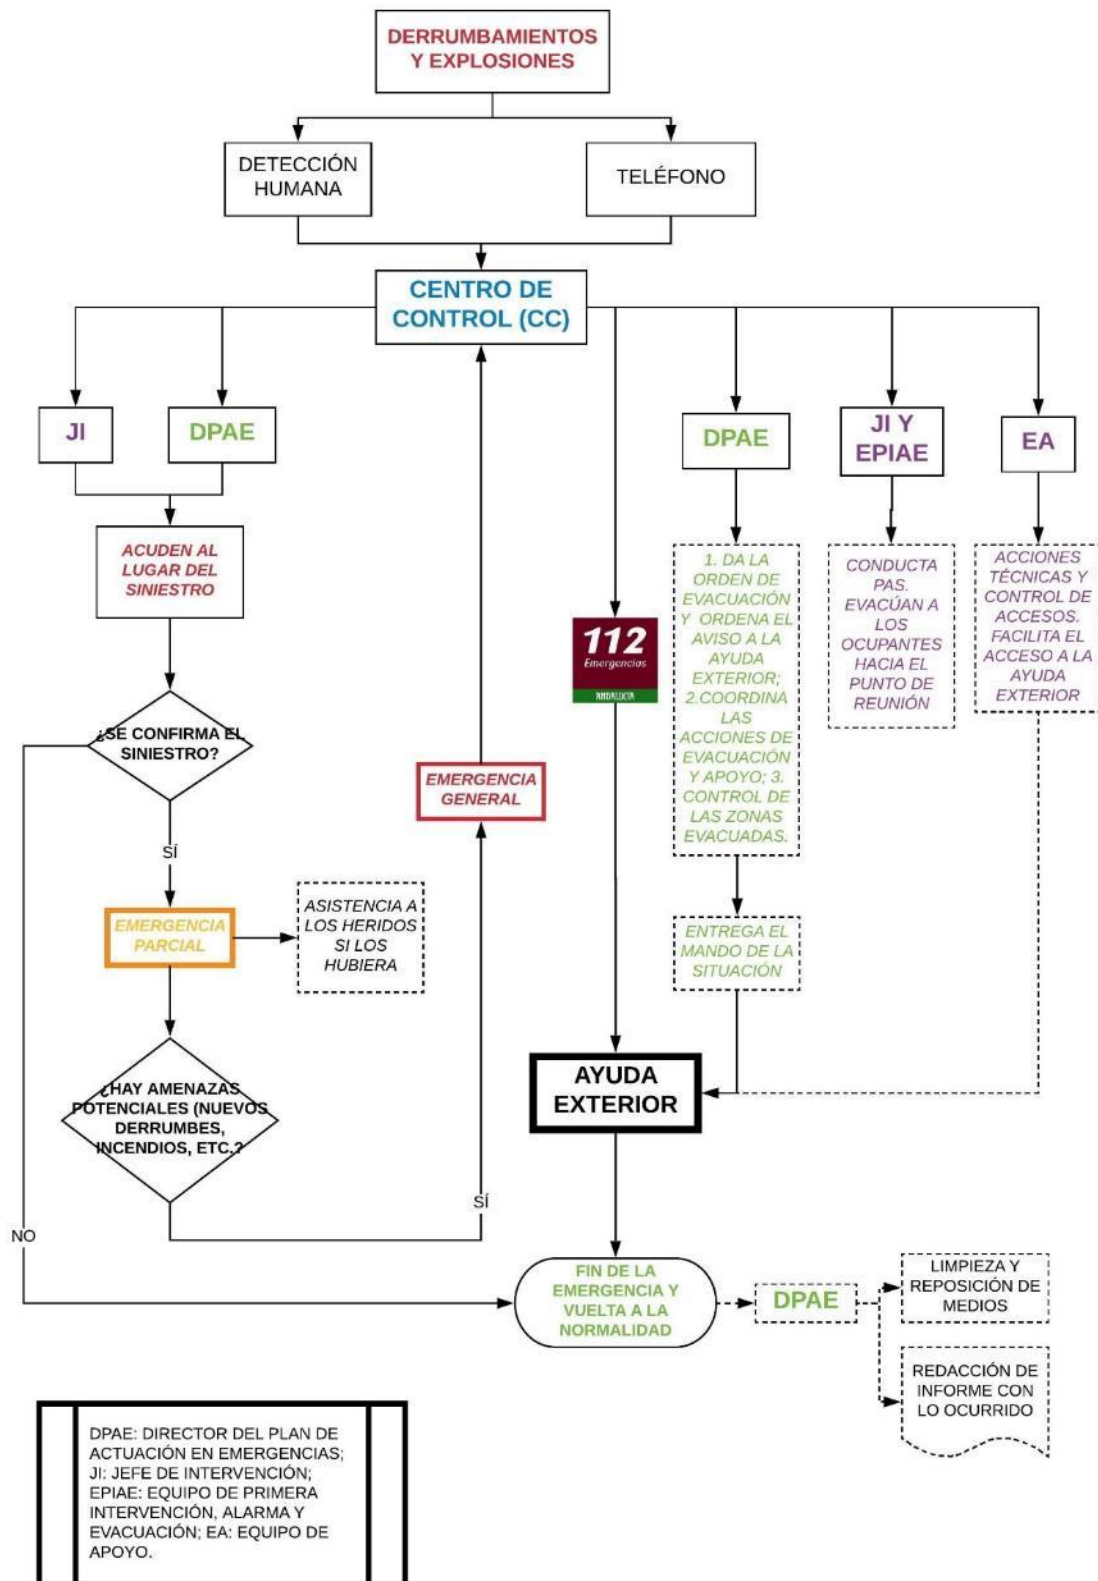 DERRUMBAMIENTOS
Y EXPLOSIONES
DETECCIÓN
HUMANA
TELÉFONO
CENTRO DE
CONTROL (CC)
JI
DPAE
DPAE
JI Y
EPIAE
EA
ACUDEN AL
LUGAR DEL
SINIESTRO
1. DA LA
ORDEN DE
EVACUACIÓN
Y ORDENA EL
AVISO A LA
AYUDA
EXTERIOR;
2.COORDINA
LAS
ACCIONES DE
EVACUACIÓN
Y APOYO; 3.
CONTROL DE
LAS ZONAS
EVACUADAS.
CONDUCTA
PAS.
EVACÚAN A
LOS
OCUPANTES
HACIA EL
PUNTO DE
REUNIÓN
ACCIONES
TÉCNICAS Y
CONTROL DE
ACCESOS.
FACILITA EL
ACCESO A LA
AYUDA
EXTERIOR
112
Emergencias
ANDALUCIA
¿SE CONFIRMA EL
SINIESTRO?
EMERGENCIA
GENERAL
SÍ
EMERGENCIA
PARCIAL
ASISTENCIA A
LOS HERIDOS
SI LOS
HUBIERA
ENTREGA EL
MANDO DE LA
SITUACIÓN
¿HAY AMENAZAS
POTENCIALES (NUEVOS
DERRUMBES,
INCENDIOS, ETC.?
AYUDA
EXTERIOR
SÍ
NO
FIN DE LA
EMERGENCIA Y
VUELTA A LA
NORMALIDAD
DPAE
LIMPIEZA Y
REPOSICIÓN DE
MEDIOS
REDACCIÓN DE
INFORME CON
LO OCURRIDO
DPAE: DIRECTOR DEL PLAN DE
ACTUACIÓN EN EMERGENCIAS;
JI: JEFE DE INTERVENCIÓN;
EPIAE: EQUIPO DE PRIMERA
INTERVENCIÓN, ALARMA Y
EVACUACIÓN; EA: EQUIPO DE
APOYO.